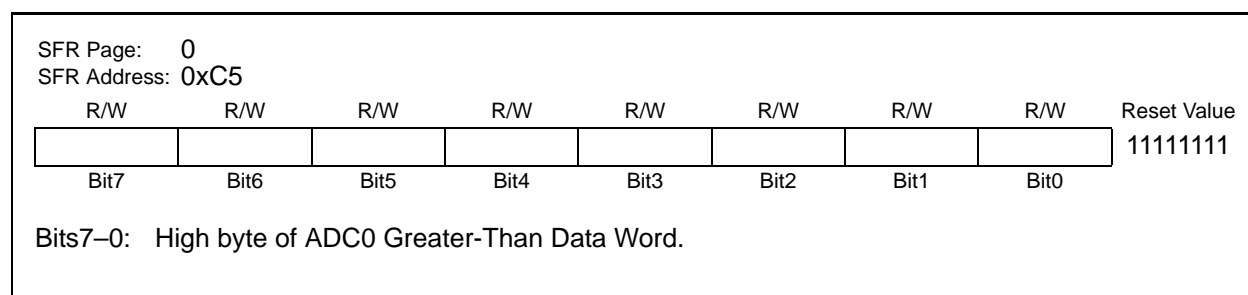 SFR Page: 0
SFR Address: 0xC5
R/W R/W R/W R/W R/W R/W R/W R/W Reset Value
11111111
Bit7 Bit6 Bit5 Bit4 Bit3 Bit2 Bit1 Bit0
Bits7–0: High byte of ADC0 Greater-Than Data Word.